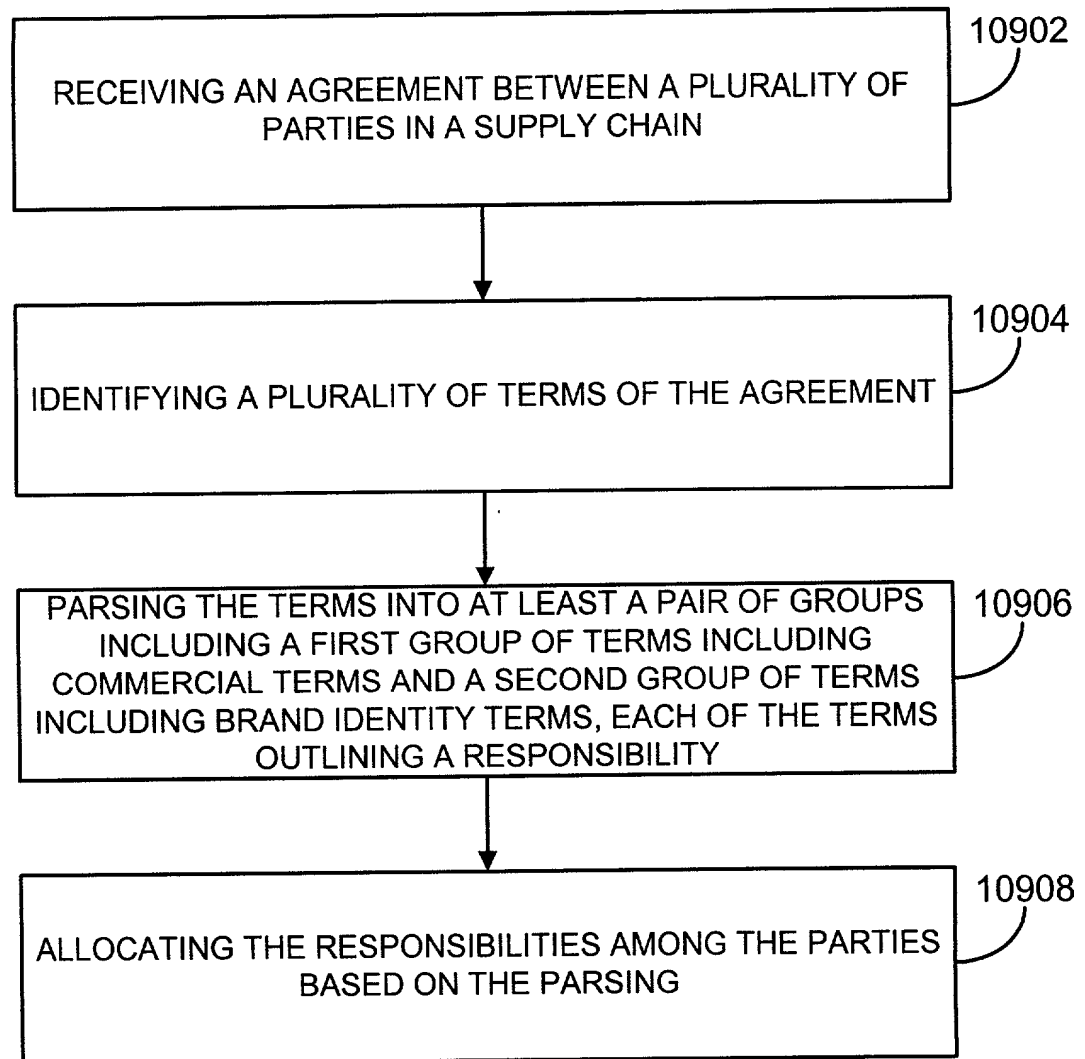 10902
RECEIVING AN AGREEMENT BETWEEN A PLURALITY OF
PARTIES IN A SUPPLY CHAIN
10904
IDENTIFYING A PLURALITY OF TERMS OF THE AGREEMENT
10906
PARSING THE TERMS INTO AT LEAST A PAIR OF GROUPS
INCLUDING A FIRST GROUP OF TERMS INCLUDING
COMMERCIAL TERMS AND A SECOND GROUP OF TERMS
INCLUDING BRAND IDENTITY TERMS, EACH OF THE TERMS
OUTLINING A RESPONSIBILITY
10908
ALLOCATING THE RESPONSIBILITIES AMONG THE PARTIES
BASED ON THE PARSING